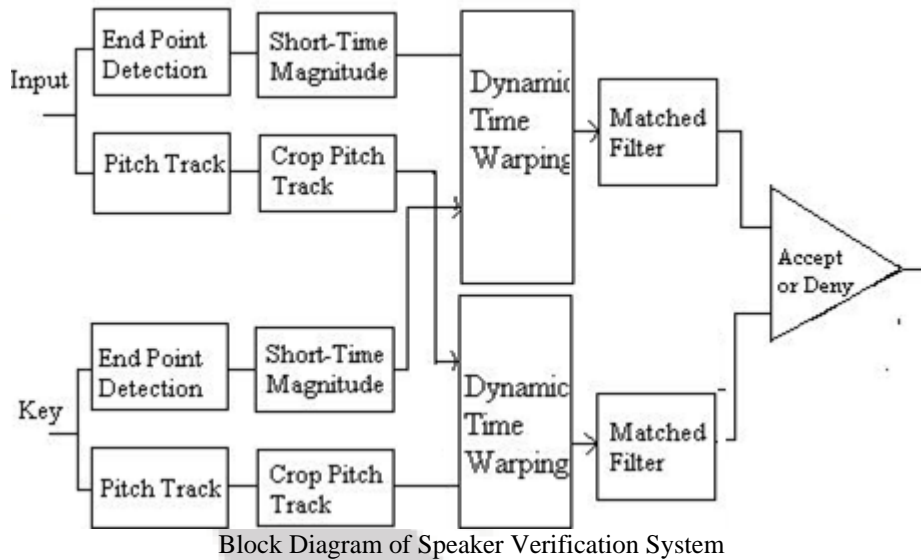 End Point
Detection
Short-Time
Magnitude
Input
Dynamic
Time
Warping
Matched
Filter
Pitch Track
Crop Pitch
Track
Accept
or Deny
End Point
Detection
Short-Time
Magnitude
Key
Dynamic
Time
Warping
Matched
Filter
Pitch Track
Crop Pitch
Track
Block Diagram of Speaker Verification System